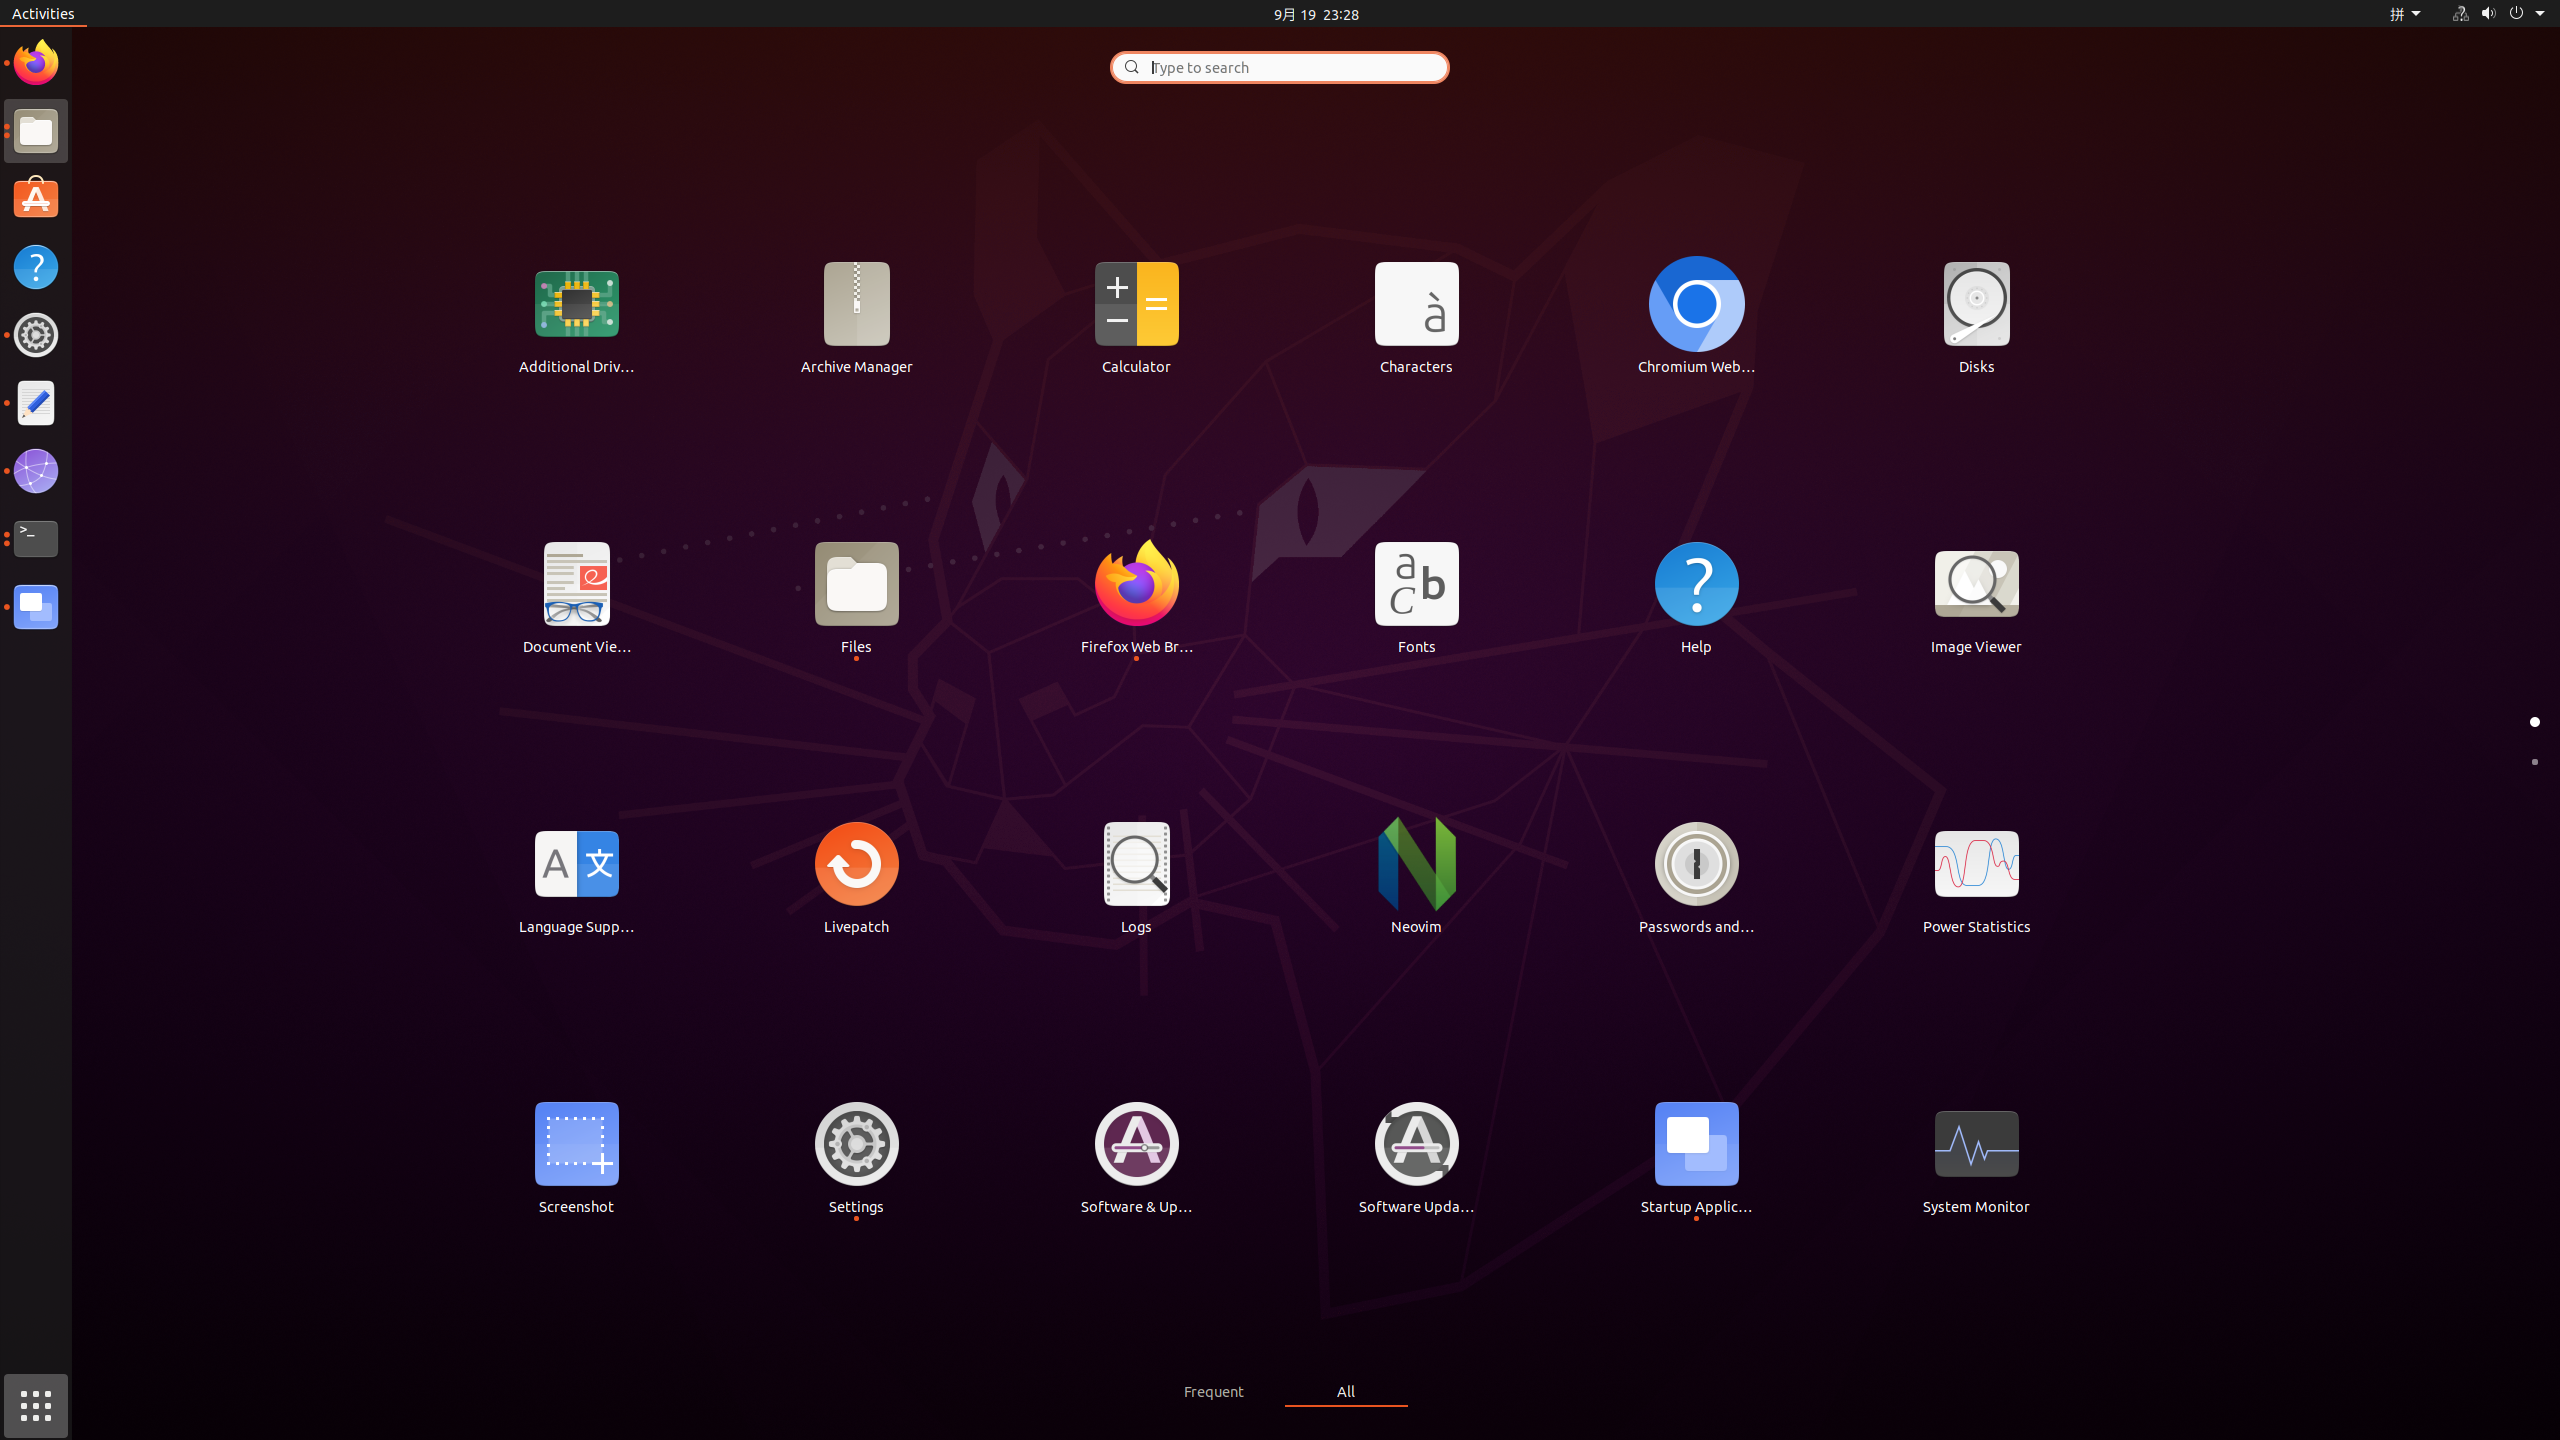 Activities
9月 19 23:28
拼
Type to search
Additional Driv…
Archive Manager
Calculator
Characters
Chromium Web…
Disks
Document Vie…
Files
Firefox Web Br…
Fonts
Help
Image Viewer
Language Supp…
Livepatch
Logs
Neovim
Passwords and…
Power Statistics
Screenshot
Settings
Software & Up…
Software Upda…
Startup Applic…
System Monitor
Frequent
All